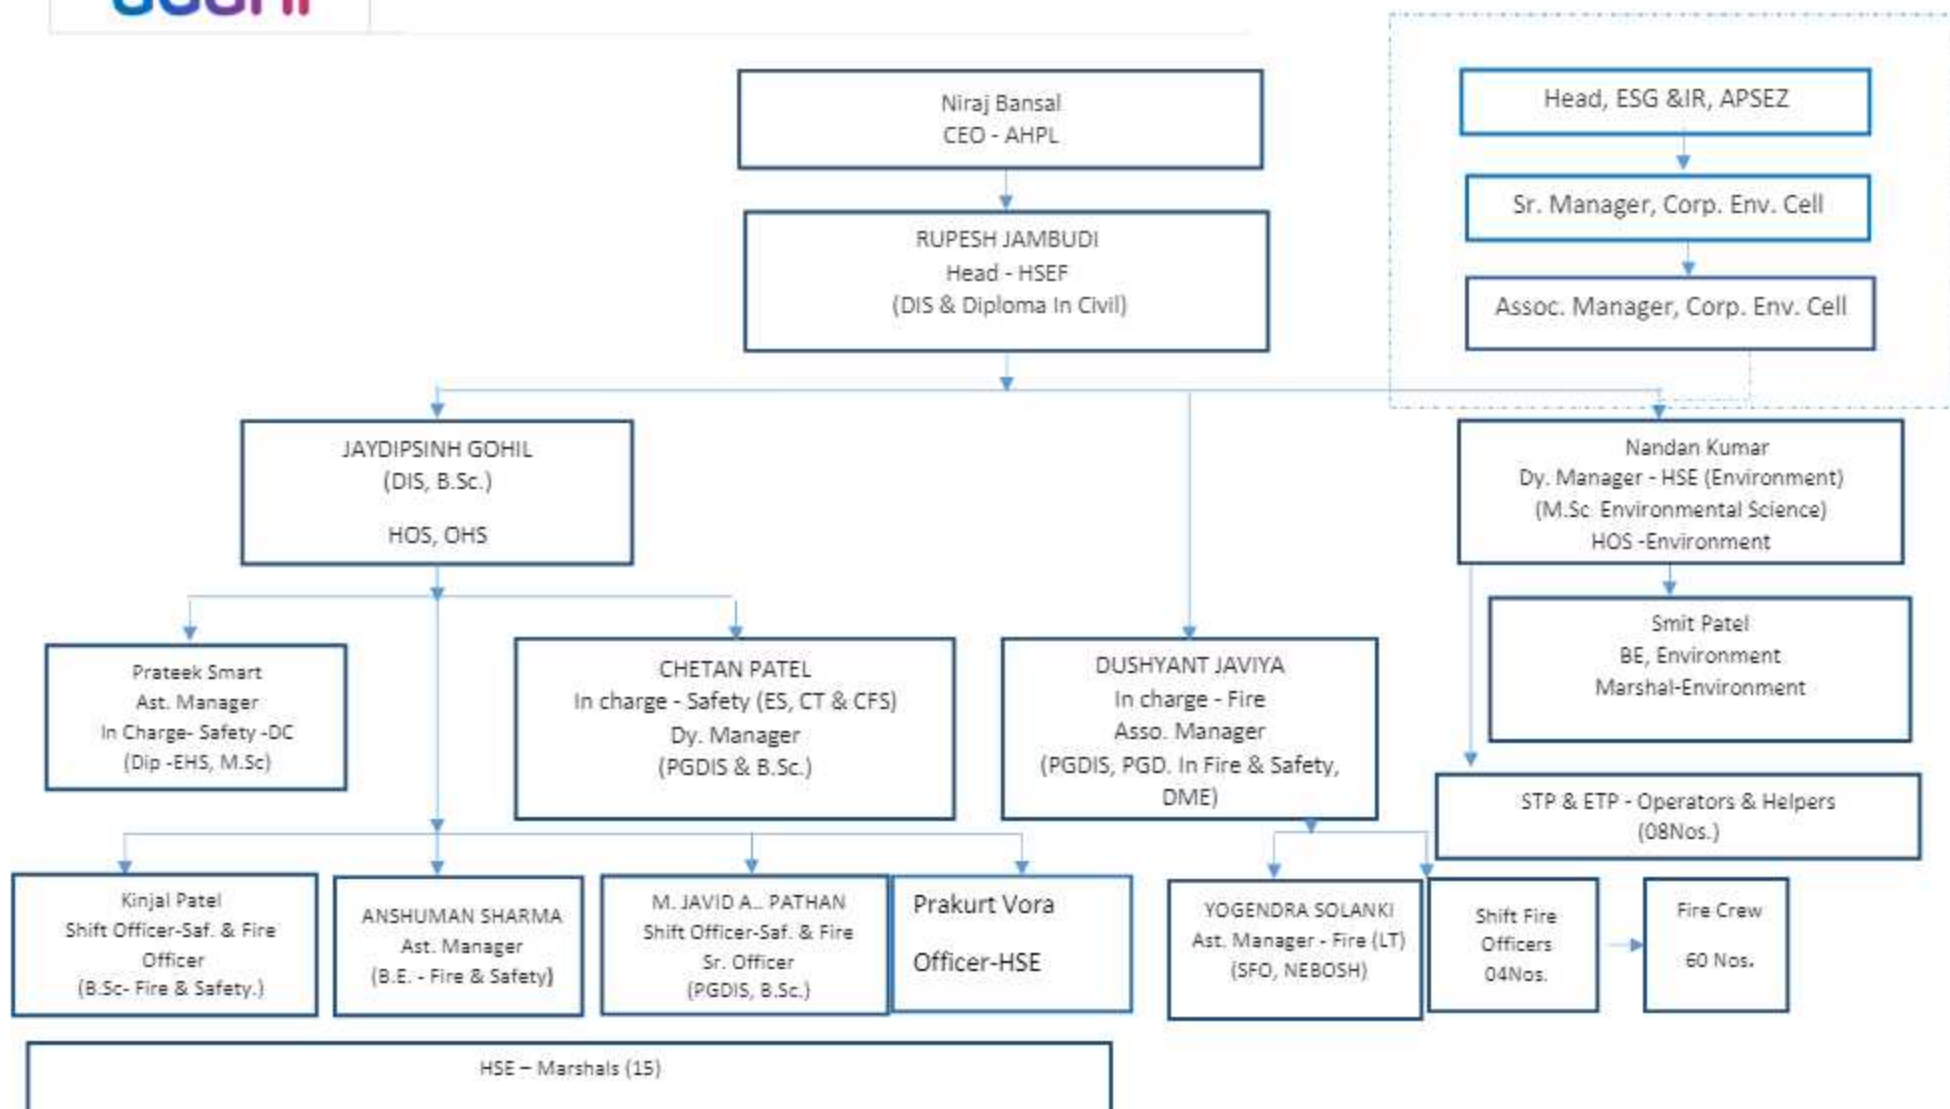 Niraj Bansal
CEO - AHPL
Head, ESG &IR, APSEZ
Sr. Manager, Corp. Env. Cell
Assoc. Manager, Corp. Env. Cell
RUPESH JAMBUDI
Head - HSEF
(DIS & Diploma In Civil)
JAYDIPSINH GOHIL
(DIS, B.Sc.)
HOS, OHS
Nandan Kumar
Dy. Manager - HSE (Environment)
(M.Sc. Environmental Science)
HOS -Environment
Smit Patel
BE, Environment
Marshal-Environment
Prateek Smart
Ast. Manager
In Charge- Safety -DC
(Dip -EHS, M.Sc)
CHETAN PATEL
In charge - Safety (ES, CT & CFS)
Dy. Manager
(PGDIS & B.Sc.)
DUSHYANT JAVIYA
In charge - Fire
Asso. Manager
(PGDIS, PGD. In Fire & Safety,
DME)
STP & ETP - Operators & Helpers
(08Nos.)
Kinjal Patel
Shift Officer-Saf. & Fire
Officer
(B.Sc- Fire & Safety.)
ANSHUMAN SHARMA
Ast. Manager
(B.E. - Fire & Safety)
M. JAVID A.. PATHAN
Shift Officer-Saf. & Fire
Sr. Officer
(PGDIS, B.Sc.)
Prakurt Vora
Officer-HSE
YOGENDRA SOLANKI
Ast. Manager - Fire (LT)
(SFO, NEBOSH)
Shift Fire
Officers
04Nos.
Fire Crew
60 Nos.
HSE – Marshals (15)